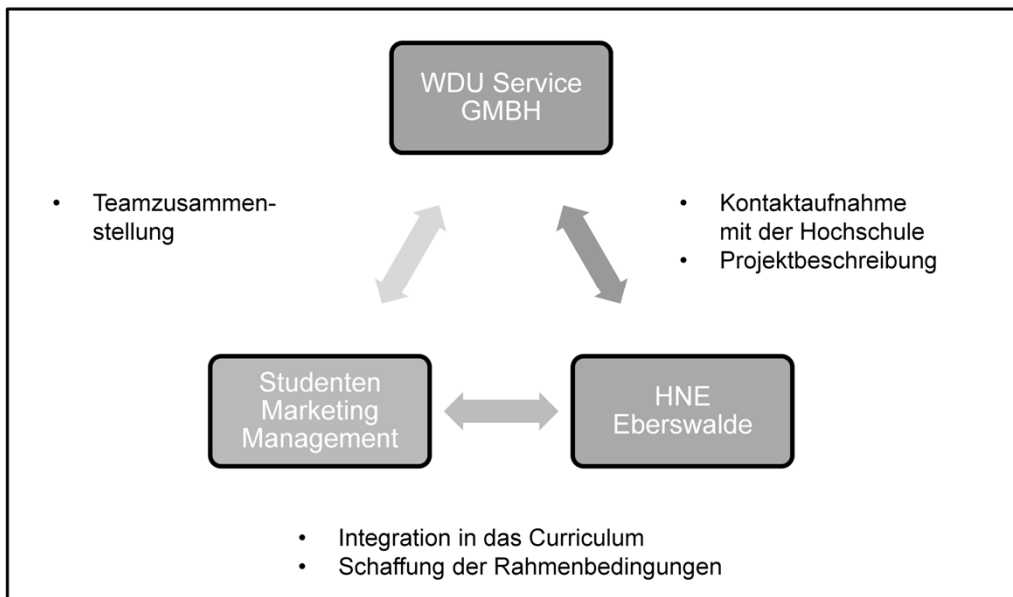 WDU Service
GMBH
• Teamzusammen-
stellung
• Kontaktaufnahme
mit der Hochschule
• Projektbeschreibung
Studenten
Marketing
Management
HNE
Eberswalde
• Integration in das Curriculum
• Schaffung der Rahmenbedingungen